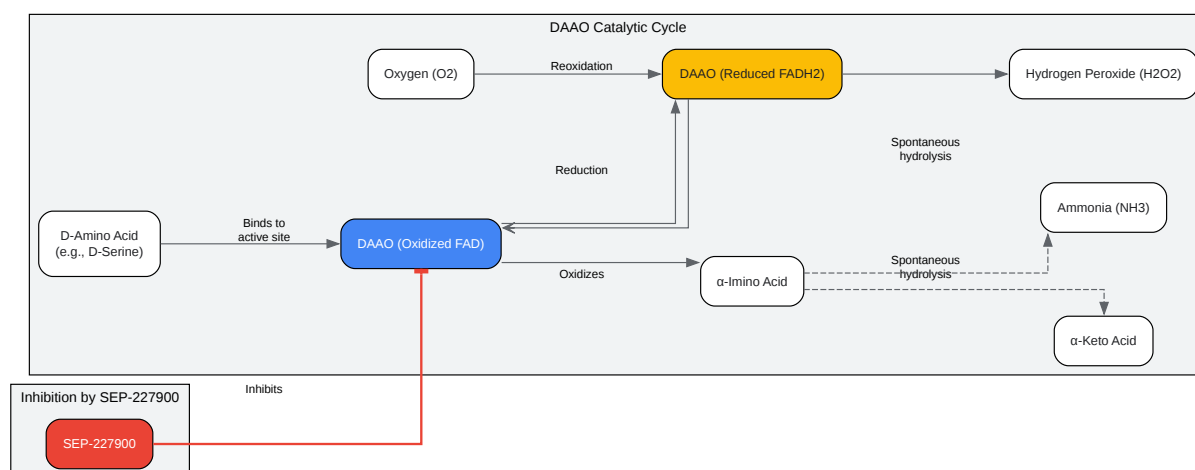 DAAO Catalytic Cycle
Oxygen (O2)
Reoxidation
DAAO (Reduced FADH2)
Hydrogen Peroxide (H2O2)
Spontaneous
hydrolysis
Reduction
D-Amino Acid
(e.g., D-Serine)
Binds to
active site
DAAO (Oxidized FAD)
Ammonia (NH3)
Oxidizes
α-Imino Acid
Spontaneous
hydrolysis
α-Keto Acid
Inhibits
Inhibition by SEP-227900
SEP-227900